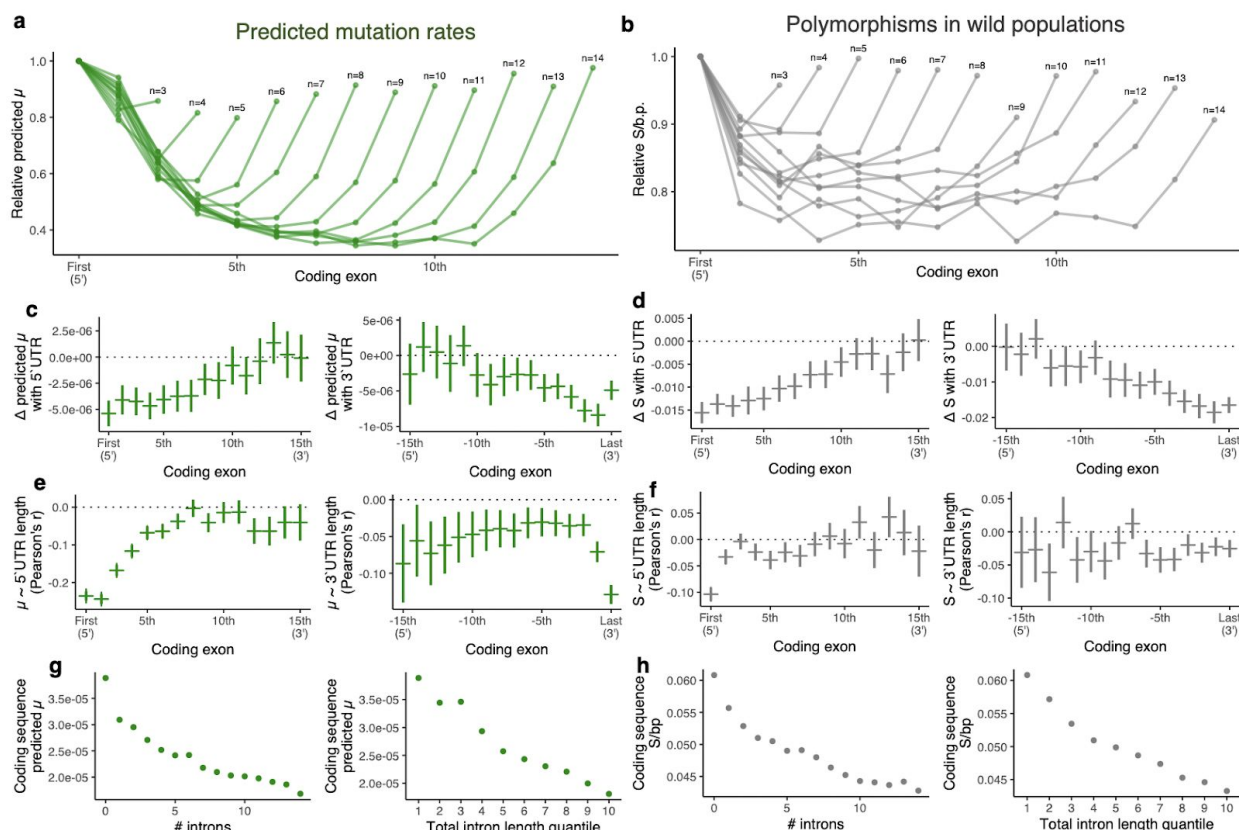 a
Predicted mutation rates
Relative predicted μ
1.0
0.8
0.6
0.4
n=3
n=4
n=5
n=6
n=7
n=8
n=9
n=10
n=11
n=12
n=13
n=14
First
(5')
5th
10th
Coding exon
b
Polymorphisms in wild populations
Relative S/b.p.
1.0
0.9
0.8
n=3
n=4
n=5
n=6
n=7
n=8
n=9
n=10
n=11
n=12
n=13
n=14
First
(5')
5th
10th
Coding exon
c
Δ predicted μ
with 5`UTR
2.5e-06
0.0e+00
-5.0e-06
First
(5')
5th
10th
15th
(3')
Coding exon
Δ predicted μ
with 3`UTR
5e-06
0e+00
-5e-06
-1e-05
-15th
(5')
-10th
-5th
Last
(3')
Coding exon
d
Δ S with 5`UTR
0.005
0.000
-0.005
-0.010
-0.015
First
(5')
5th
10th
15th
(3')
Coding exon
Δ S with 3`UTR
0.00
-0.01
-0.02
-15th
(5')
-10th
-5th
Last
(3')
Coding exon
e
μ ~ 5`UTR length
(Pearson's r)
0.0
-0.1
-0.2
First
(5')
5th
10th
15th
(3')
Coding exon
μ ~ 3`UTR length
(Pearson's r)
0.00
-0.05
-0.10
-15th
(5')
-10th
-5th
Last
(3')
Coding exon
f
S ~ 5`UTR length
(Pearson's r)
0.05
0.00
-0.05
-0.10
First
(5')
5th
10th
15th
(3')
Coding exon
S ~ 3`UTR length
(Pearson's r)
0.05
0.00
-0.05
-0.10
-15th
(5')
-10th
-5th
Last
(3')
Coding exon
g
Coding sequence
predicted μ
3.5e-05
3.0e-05
2.5e-05
2.0e-05
0
5
10
# introns
Coding sequence
predicted μ
3.5e-05
3.0e-05
2.5e-05
2.0e-05
1 2 3 4 5 6 7 8 9 10
Total intron length quantile
h
Coding sequence
S/bp
0.060
0.055
0.050
0.045
0
5
10
# introns
Coding sequence
S/bp
0.060
0.055
0.050
0.045
1 2 3 4 5 6 7 8 9 10
Total intron length quantile